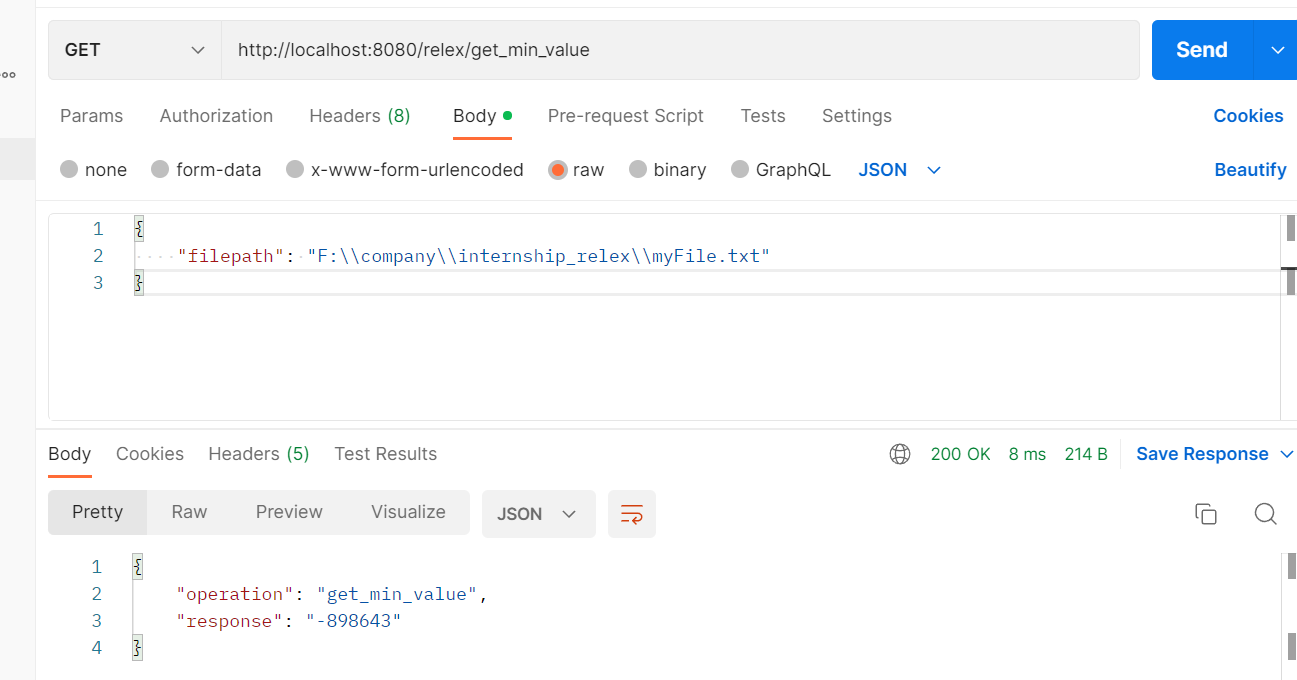 GET http://localhost:8080/relex/get_min_value Send
Params Authorization Headers (8) Body Pre-request Script Tests Settings Cookies
none form-data x-www-form-urlencoded raw binary GraphQL JSON Beautify
1 {
2 ····"filepath":·"F:\\company\\internship_relex\\myFile.txt"
3 }
Body Cookies Headers (5) Test Results 200 OK 8 ms 214 B Save Response
Pretty Raw Preview Visualize JSON
1 {
2 "operation": "get_min_value",
3 "response": "-898643"
4 }